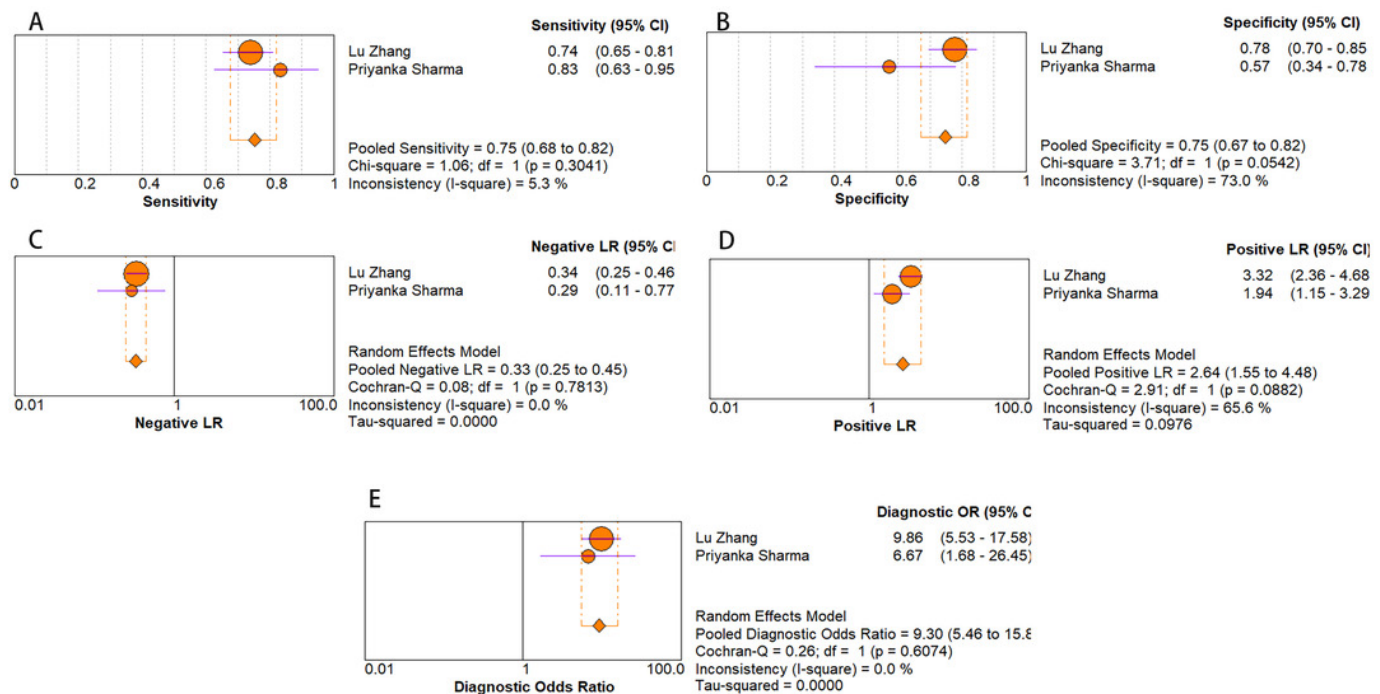 A
Sensitivity (95% CI)
Lu Zhang 0.74 (0.65 - 0.81
Priyanka Sharma 0.83 (0.63 - 0.95
Pooled Sensitivity = 0.75 (0.68 to 0.82)
Chi-square = 1.06; df = 1 (p = 0.3041)
Inconsistency (I-square) = 5.3 %
0 0.2 0.4 0.6 0.8 1
Sensitivity
B
Specificity (95% CI)
Lu Zhang 0.78 (0.70 - 0.85
Priyanka Sharma 0.57 (0.34 - 0.78
Pooled Specificity = 0.75 (0.67 to 0.82)
Chi-square = 3.71; df = 1 (p = 0.0542)
Inconsistency (I-square) = 73.0 %
0 0.2 0.4 0.6 0.8 1
Specificity
C
Negative LR (95% CI
Lu Zhang 0.34 (0.25 - 0.46
Priyanka Sharma 0.29 (0.11 - 0.77
Random Effects Model
Pooled Negative LR = 0.33 (0.25 to 0.45)
Cochran-Q = 0.08; df = 1 (p = 0.7813)
Inconsistency (I-square) = 0.0 %
Tau-squared = 0.0000
0.01 1 100.0
Negative LR
D
Positive LR (95% CI)
Lu Zhang 3.32 (2.36 - 4.68
Priyanka Sharma 1.94 (1.15 - 3.29
Random Effects Model
Pooled Positive LR = 2.64 (1.55 to 4.48)
Cochran-Q = 2.91; df = 1 (p = 0.0882)
Inconsistency (I-square) = 65.6 %
Tau-squared = 0.0976
0.01 1 100.0
Positive LR
E
Diagnostic OR (95% C
Lu Zhang 9.86 (5.53 - 17.58)
Priyanka Sharma 6.67 (1.68 - 26.45)
Random Effects Model
Pooled Diagnostic Odds Ratio = 9.30 (5.46 to 15.8
Cochran-Q = 0.26; df = 1 (p = 0.6074)
Inconsistency (I-square) = 0.0 %
Tau-squared = 0.0000
0.01 1 100.0
Diagnostic Odds Ratio